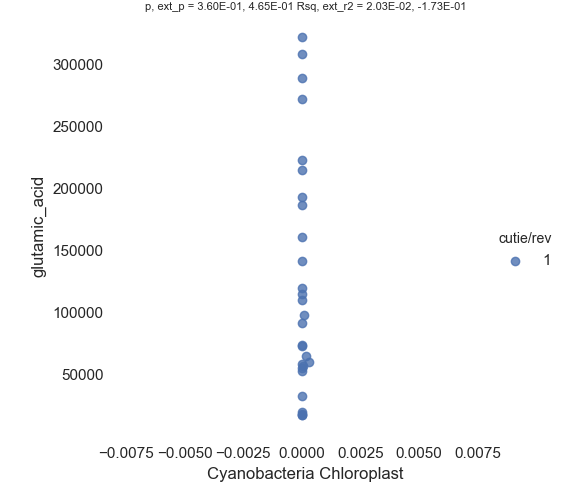 p, ext_p = 3.60E-01, 4.65E-01 Rsq, ext_r2 = 2.03E-02, -1.73E-01
300000
250000
200000
150000
100000
50000
glutamic_acid
cutie/rev
1
−0.0075 −0.0050 −0.0025 0.0000 0.0025 0.0050 0.0075
Cyanobacteria Chloroplast